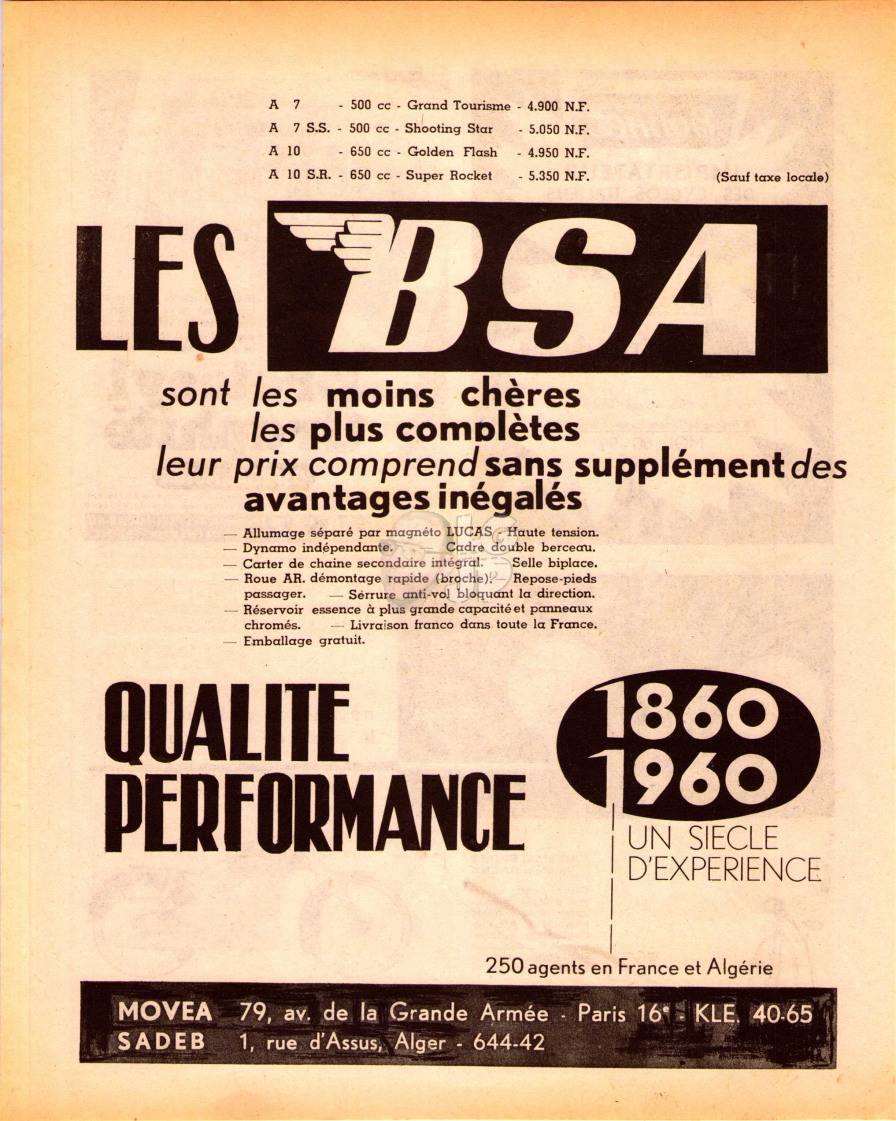 A 7 - 500 cc - Grand Tourisme - 4.900 N.F.
A 7 S.S. - 500 cc - Shooting Star - 5.050 N.F.
A 10 - 650 cc - Golden Flash - 4.950 N.F.
A 10 S.R. - 650 cc - Super Rocket - 5.350 N.F. (Sauf taxe locale)
LES BSA
sont les moins chères
les plus complètes
leur prix comprend sans supplément des
avantages inégalés
— Allumage séparé par magnéto LUCAS - Haute tension.
— Dynamo indépendante. — Cadre double berceau.
— Carter de chaine secondaire intégral. — Selle biplace.
— Roue AR. démontage rapide (broche). — Repose-pieds
passager. — Serrure anti-vol bloquant la direction.
— Réservoir essence à plus grande capacité et panneaux
chromés. — Livraison franco dans toute la France.
— Emballage gratuit.
QUALITE
PERFORMANCE
1860
1960
UN SIECLE
D'EXPERIENCE
250 agents en France et Algérie
MOVEA 79, av. de la Grande Armée - Paris 16e - KLE. 40-65
SADEB 1, rue d'Assus, Alger - 644-42